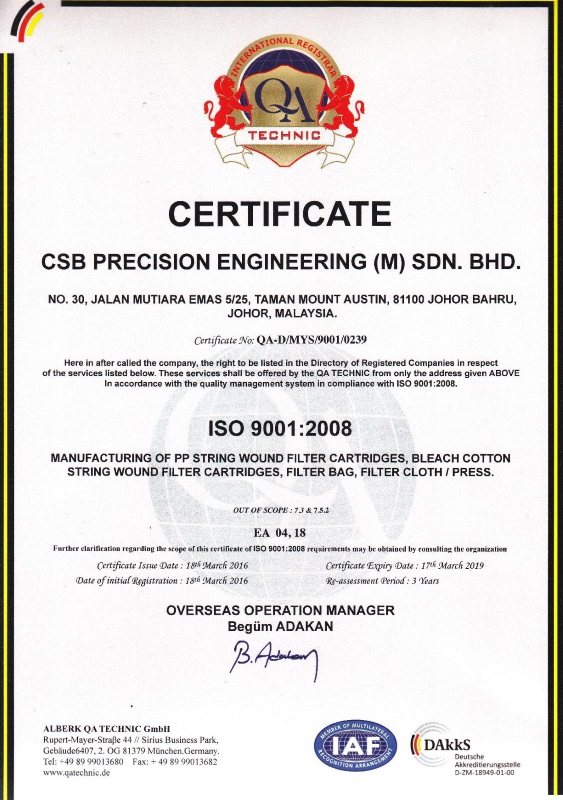 INTERNATIONAL REGISTRAR
QA
TECHNIC
CERTIFICATE
CSB PRECISION ENGINEERING (M) SDN. BHD.
NO. 30, JALAN MUTIARA EMAS 5/25, TAMAN MOUNT AUSTIN, 81100 JOHOR BAHRU,
JOHOR, MALAYSIA.
Certificate No: QA-D/MYS/9001/0239
Here in after called the company, the right to be listed in the Directory of Registered Companies in respect
of the services listed below. These services shall be offered by the QA TECHNIC from only the address given ABOVE
In accordance with the quality management system in compliance with ISO 9001:2008.
ISO 9001:2008
MANUFACTURING OF PP STRING WOUND FILTER CARTRIDGES, BLEACH COTTON
STRING WOUND FILTER CARTRIDGES, FILTER BAG, FILTER CLOTH / PRESS.
OUT OF SCOPE : 7.3 & 7.5.2
EA 04, 18
Further clarification regarding the scope of this certificate of ISO 9001:2008 requirements may be obtained by consulting the organization
Certificate Issue Date : 18th March 2016 Certificate Expiry Date : 17th March 2019
Date of initial Registration : 18th March 2016 Re-assessment Period : 3 Years
OVERSEAS OPERATION MANAGER
Begüm ADAKAN
B. Adakan
ALBERK QA TECHNIC GmbH
Rupert-Mayer-Straße 44 // Sirius Business Park,
Gebäude6407, 2. OG 81379 München.Germany.
Tel: +49 89 99013680 Fax: + 49 89 99013682
www.qatechnic.de
MEMBER OF MULTILATERAL
IAF
RECOGNITION ARRANGEMENT
DAkkS
Deutsche
Akkreditierungsstelle
D-ZM-18949-01-00